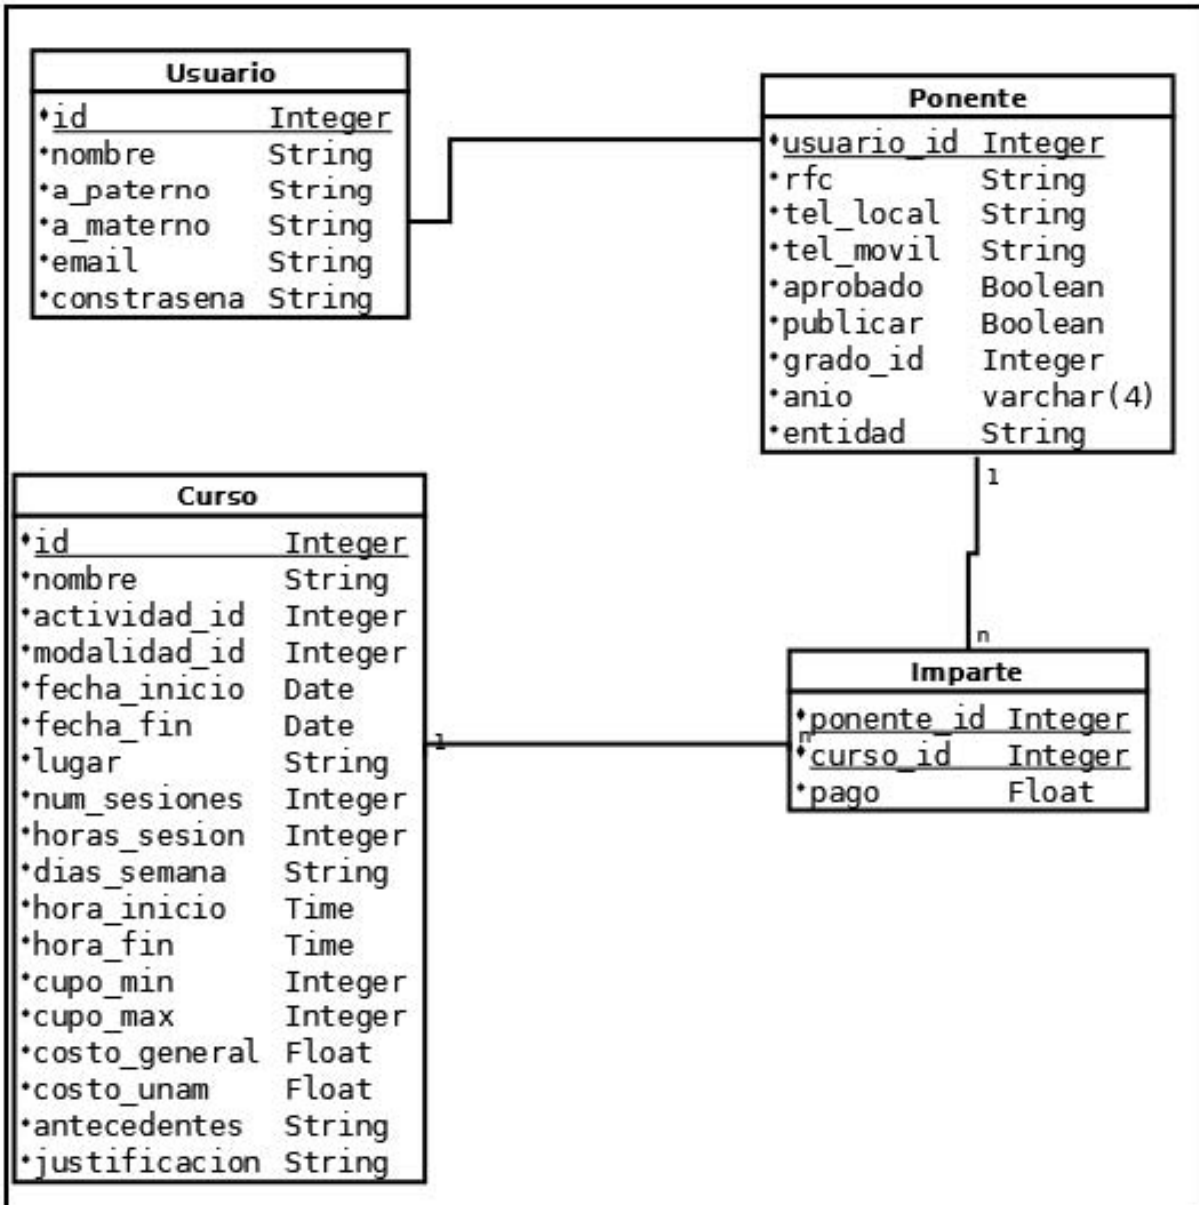 Usuario
id Integer
nombre String
a_paterno String
a_materno String
email String
constrasena String
Ponente
usuario_id Integer
rfc String
tel_local String
tel_movil String
aprobado Boolean
publicar Boolean
grado_id Integer
anio varchar(4)
entidad String
1
n
Curso
id Integer
nombre String
actividad_id Integer
modalidad_id Integer
fecha_inicio Date
fecha_fin Date
lugar String
num_sesiones Integer
horas_sesion Integer
dias_semana String
hora_inicio Time
hora_fin Time
cupo_min Integer
cupo_max Integer
costo_general Float
costo_unam Float
antecedentes String
justificacion String
1
n
Imparte
ponente_id Integer
curso_id Integer
pago Float